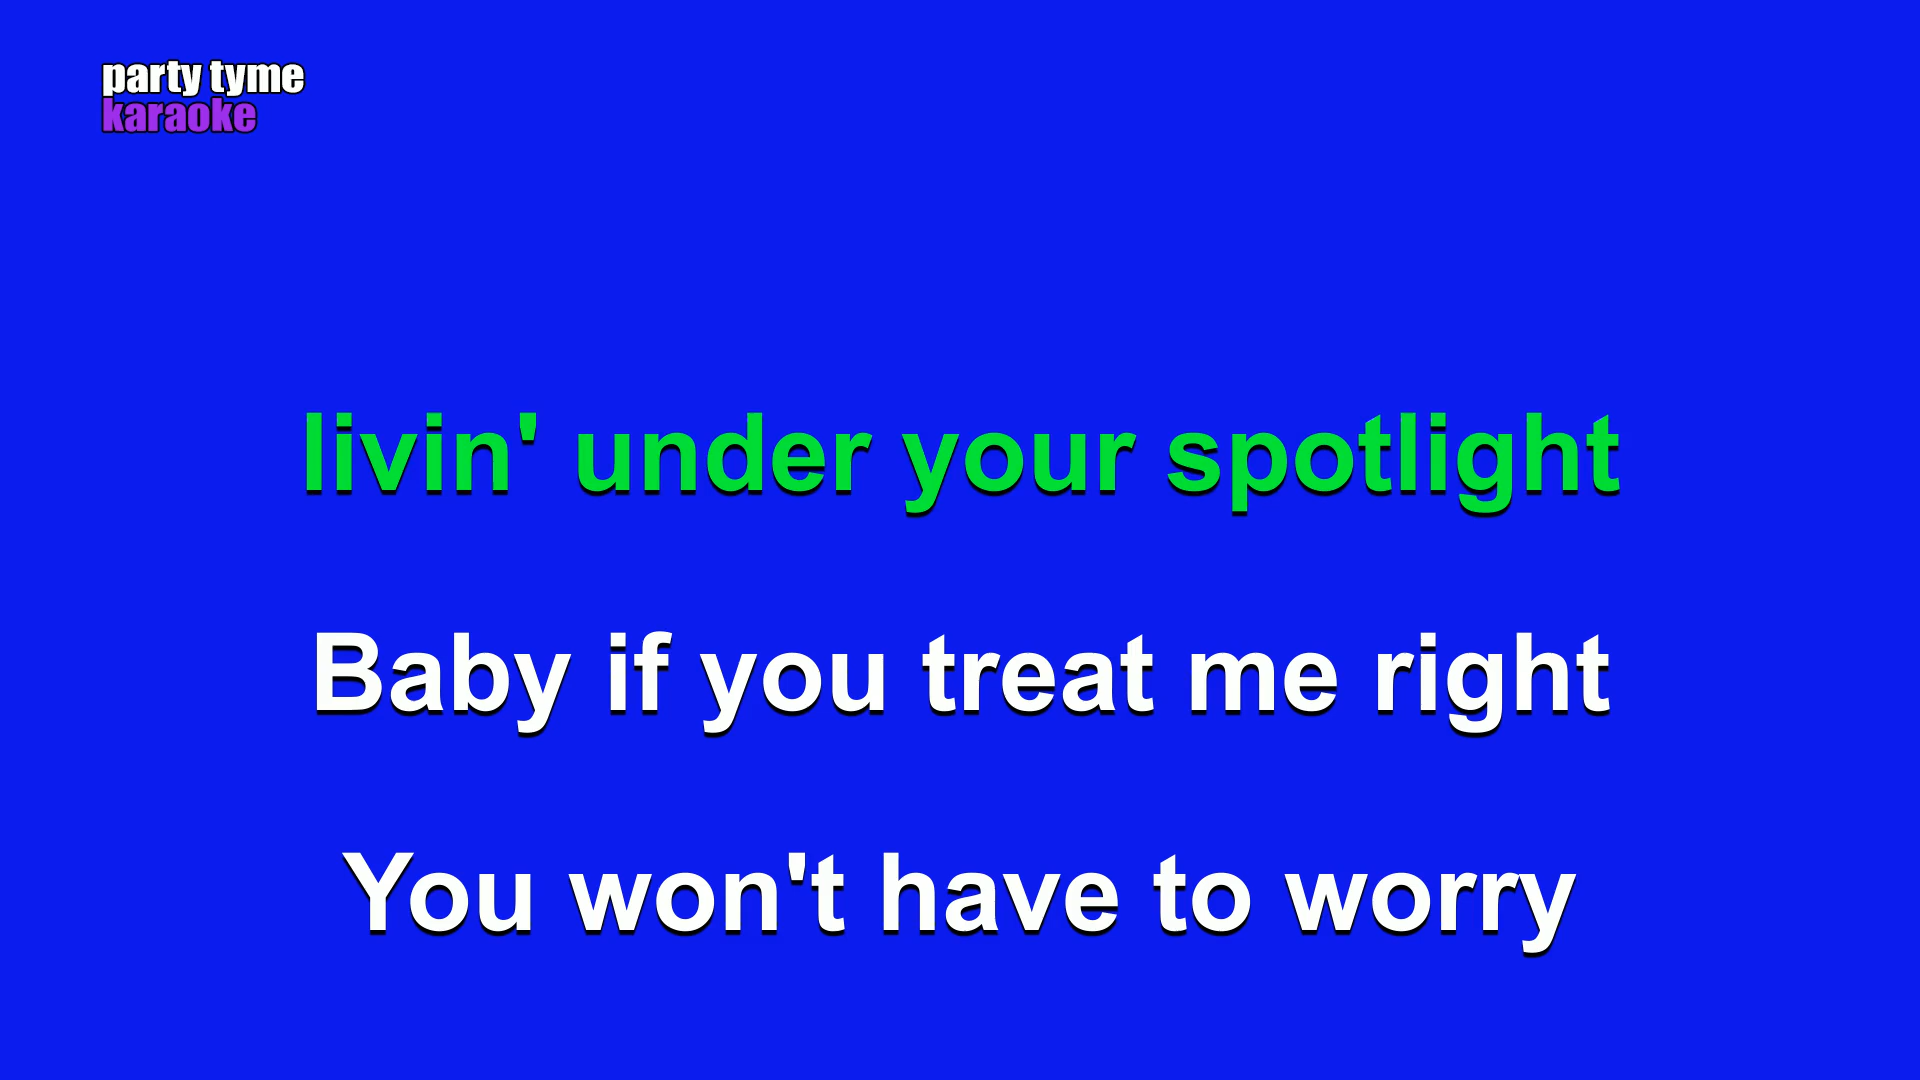 party tyme
karaoke
livin' under your spotlight
Baby if you treat me right
You won't have to worry